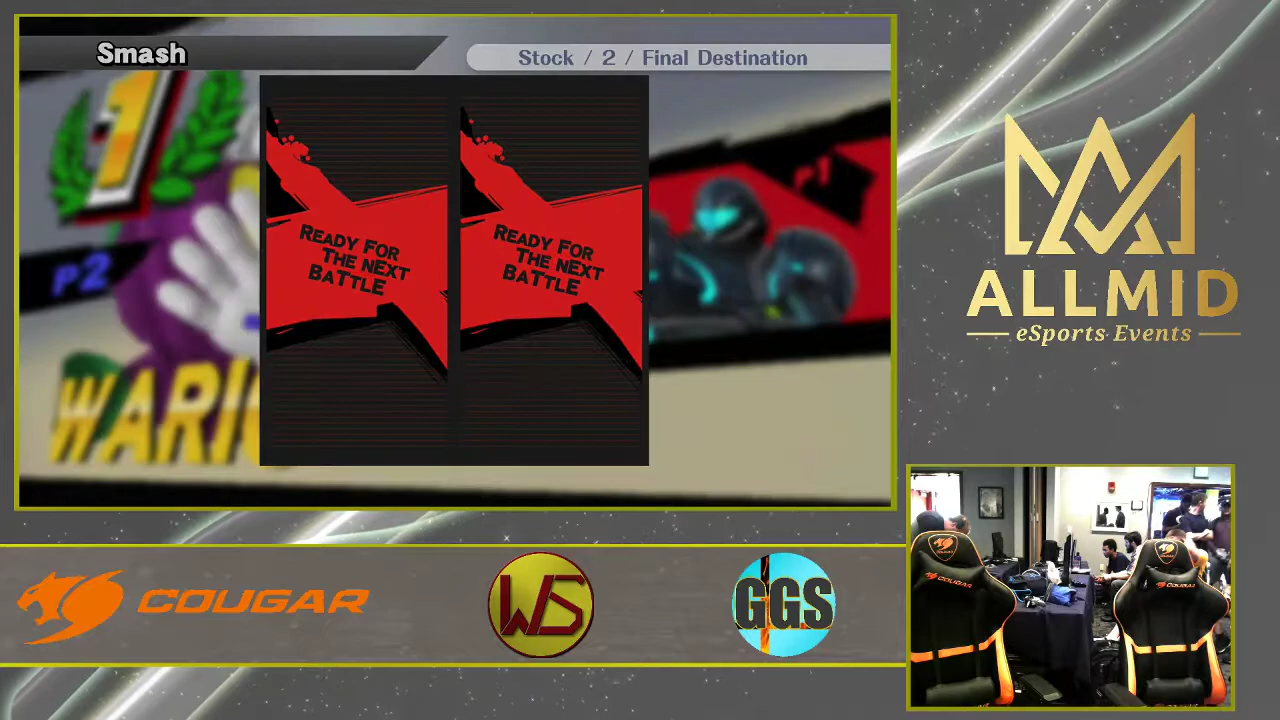 Smash
Stock / 2 / Final Destination
1
P2
WARIO
READY FOR
THE NEXT
BATTLE
READY FOR
THE NEXT
BATTLE
ALLMID
eSports Events
COUGAR
WS
GGS